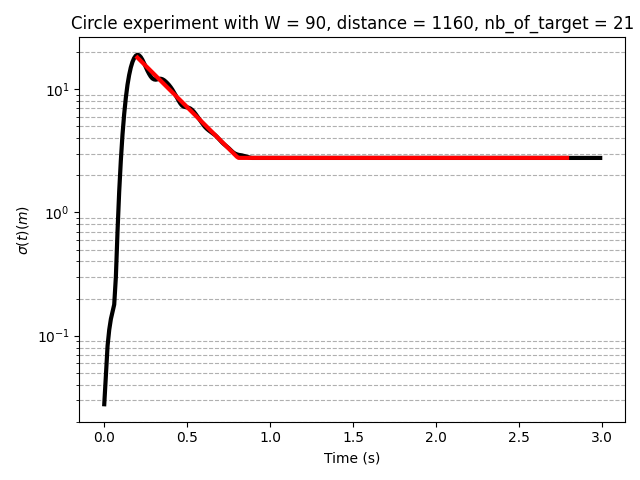 Circle experiment with W = 90, distance = 1160, nb_of_target = 21
10¹
10⁰
10⁻¹
σ(t)(m)
0.0 0.5 1.0 1.5 2.0 2.5 3.0
Time (s)